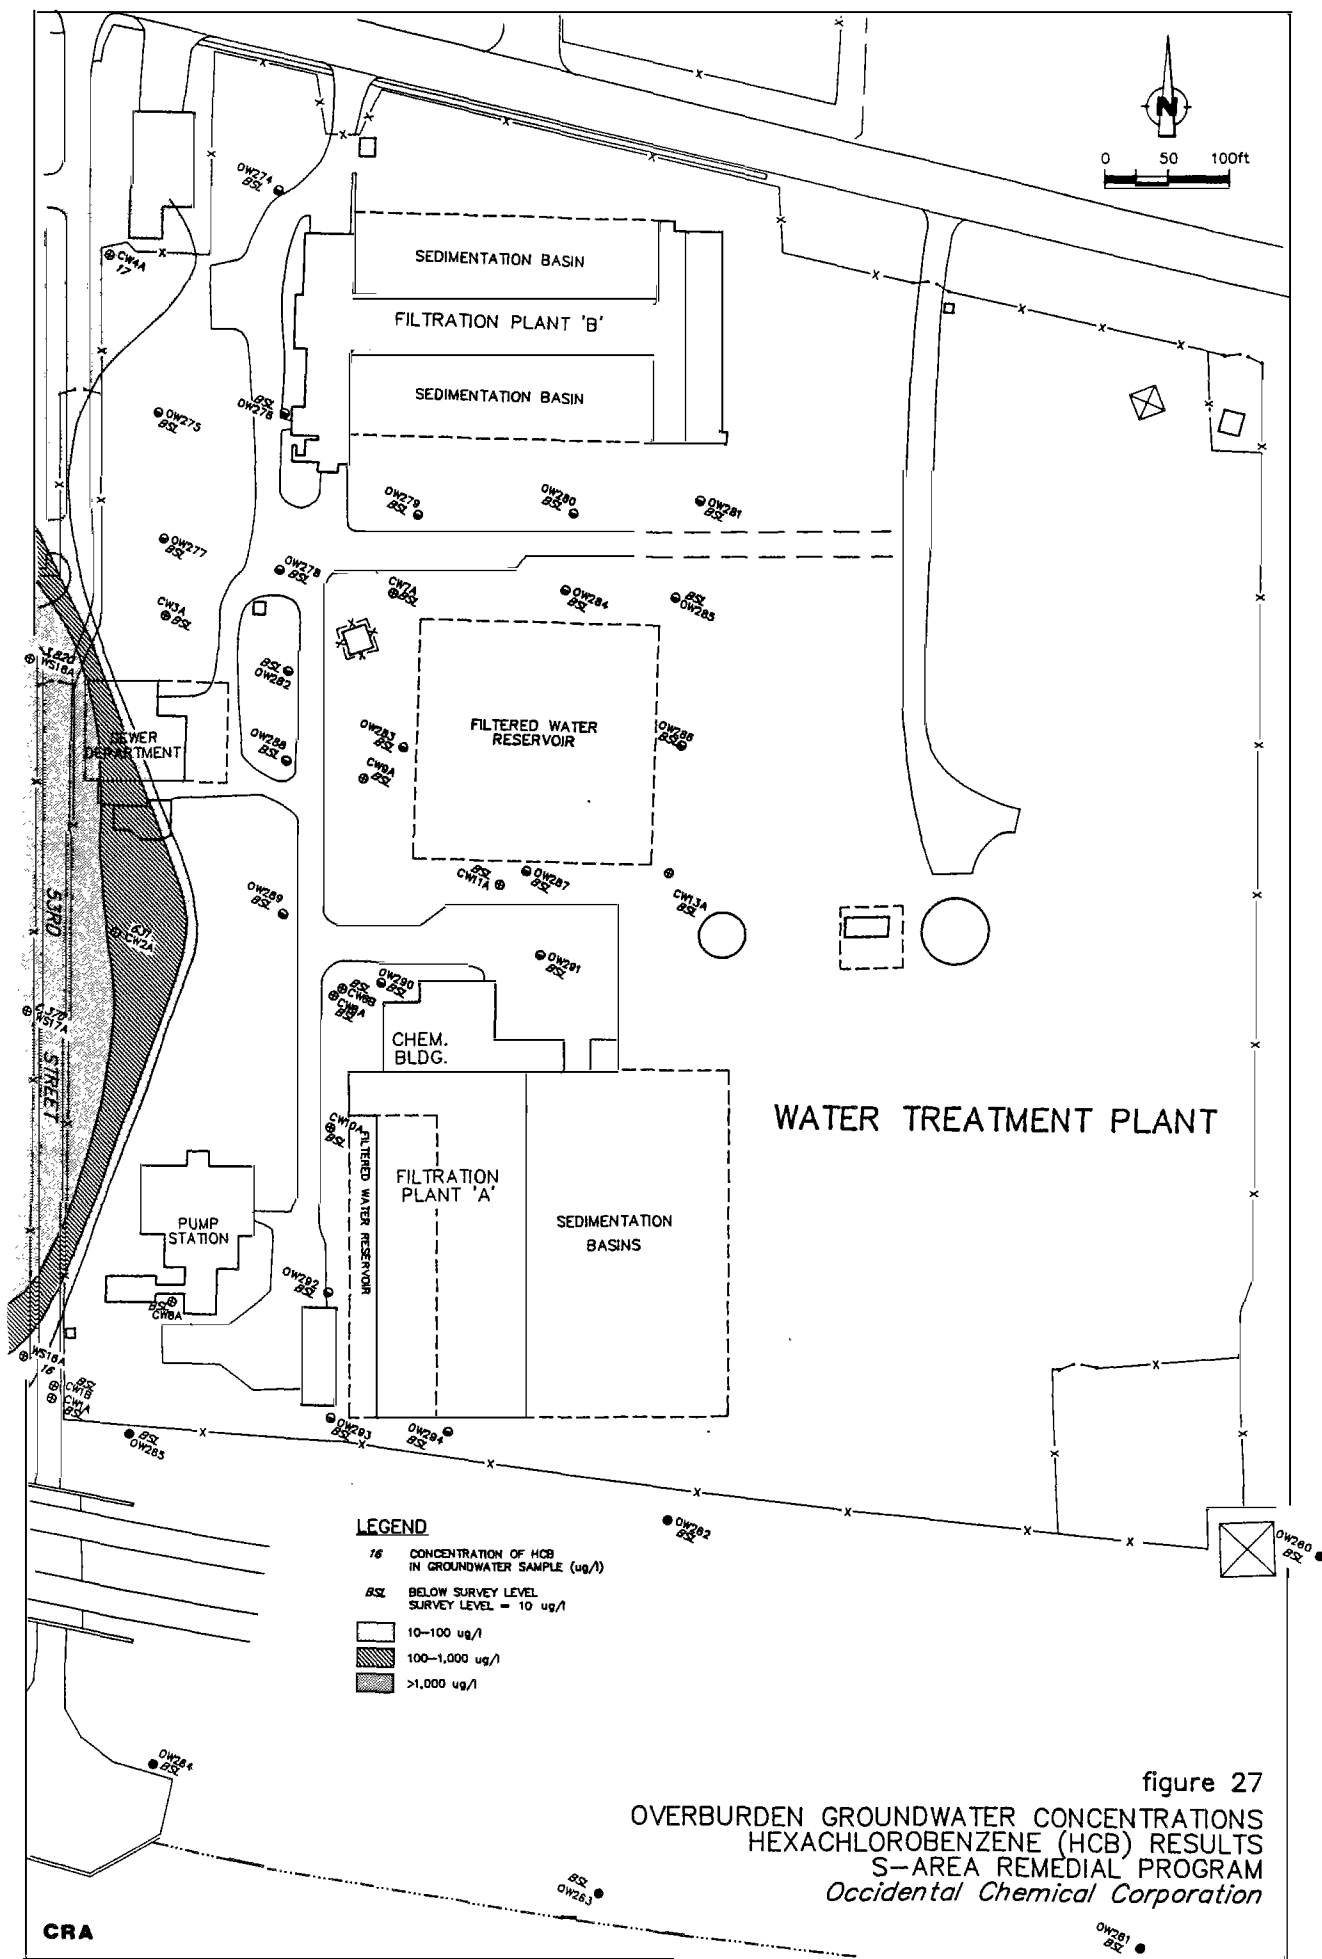 N
0 50 100ft
OW274
BSL
CW4A
17
SEDIMENTATION BASIN
FILTRATION PLANT 'B'
SEDIMENTATION BASIN
OW275
BSL
BSL
OW276
OW279
BSL
OW280
BSL
OW281
BSL
OW277
BSL
OW278
BSL
CW3A
BSL
CW7A
BSL
OW284
BSL
BSL
OW285
WS18A
BSL
OW282
SEWER
DEPARTMENT
OW288
BSL
OW283
BSL
CW9A
BSL
FILTERED WATER
RESERVOIR
OW286
BSL
BSL
CW11A
OW287
BSL
CW13A
BSL
OW289
BSL
53RD
STREET
631
CW2A
OW291
BSL
OW290
BSL
BSL
CW8B
CW8A
BSL
6,370
WS17A
CHEM.
BLDG.
WATER TREATMENT PLANT
CW10A
BSL
FILTERED WATER RESERVOIR
FILTRATION
PLANT 'A'
SEDIMENTATION
BASINS
PUMP
STATION
OW292
BSL
BSL
CW6A
WS16A
16
BSL
CW1B
CW1A
BSL
BSL
OW265
OW293
BSL
OW294
BSL
OW262
BSL
OW260
BSL
LEGEND
16 CONCENTRATION OF HCB
IN GROUNDWATER SAMPLE (ug/l)
BSL BELOW SURVEY LEVEL
SURVEY LEVEL = 10 ug/l
10-100 ug/l
100-1,000 ug/l
>1,000 ug/l
OW264
BSL
BSL
OW263
OW261
BSL
figure 27
OVERBURDEN GROUNDWATER CONCENTRATIONS
HEXACHLOROBENZENE (HCB) RESULTS
S-AREA REMEDIAL PROGRAM
Occidental Chemical Corporation
CRA